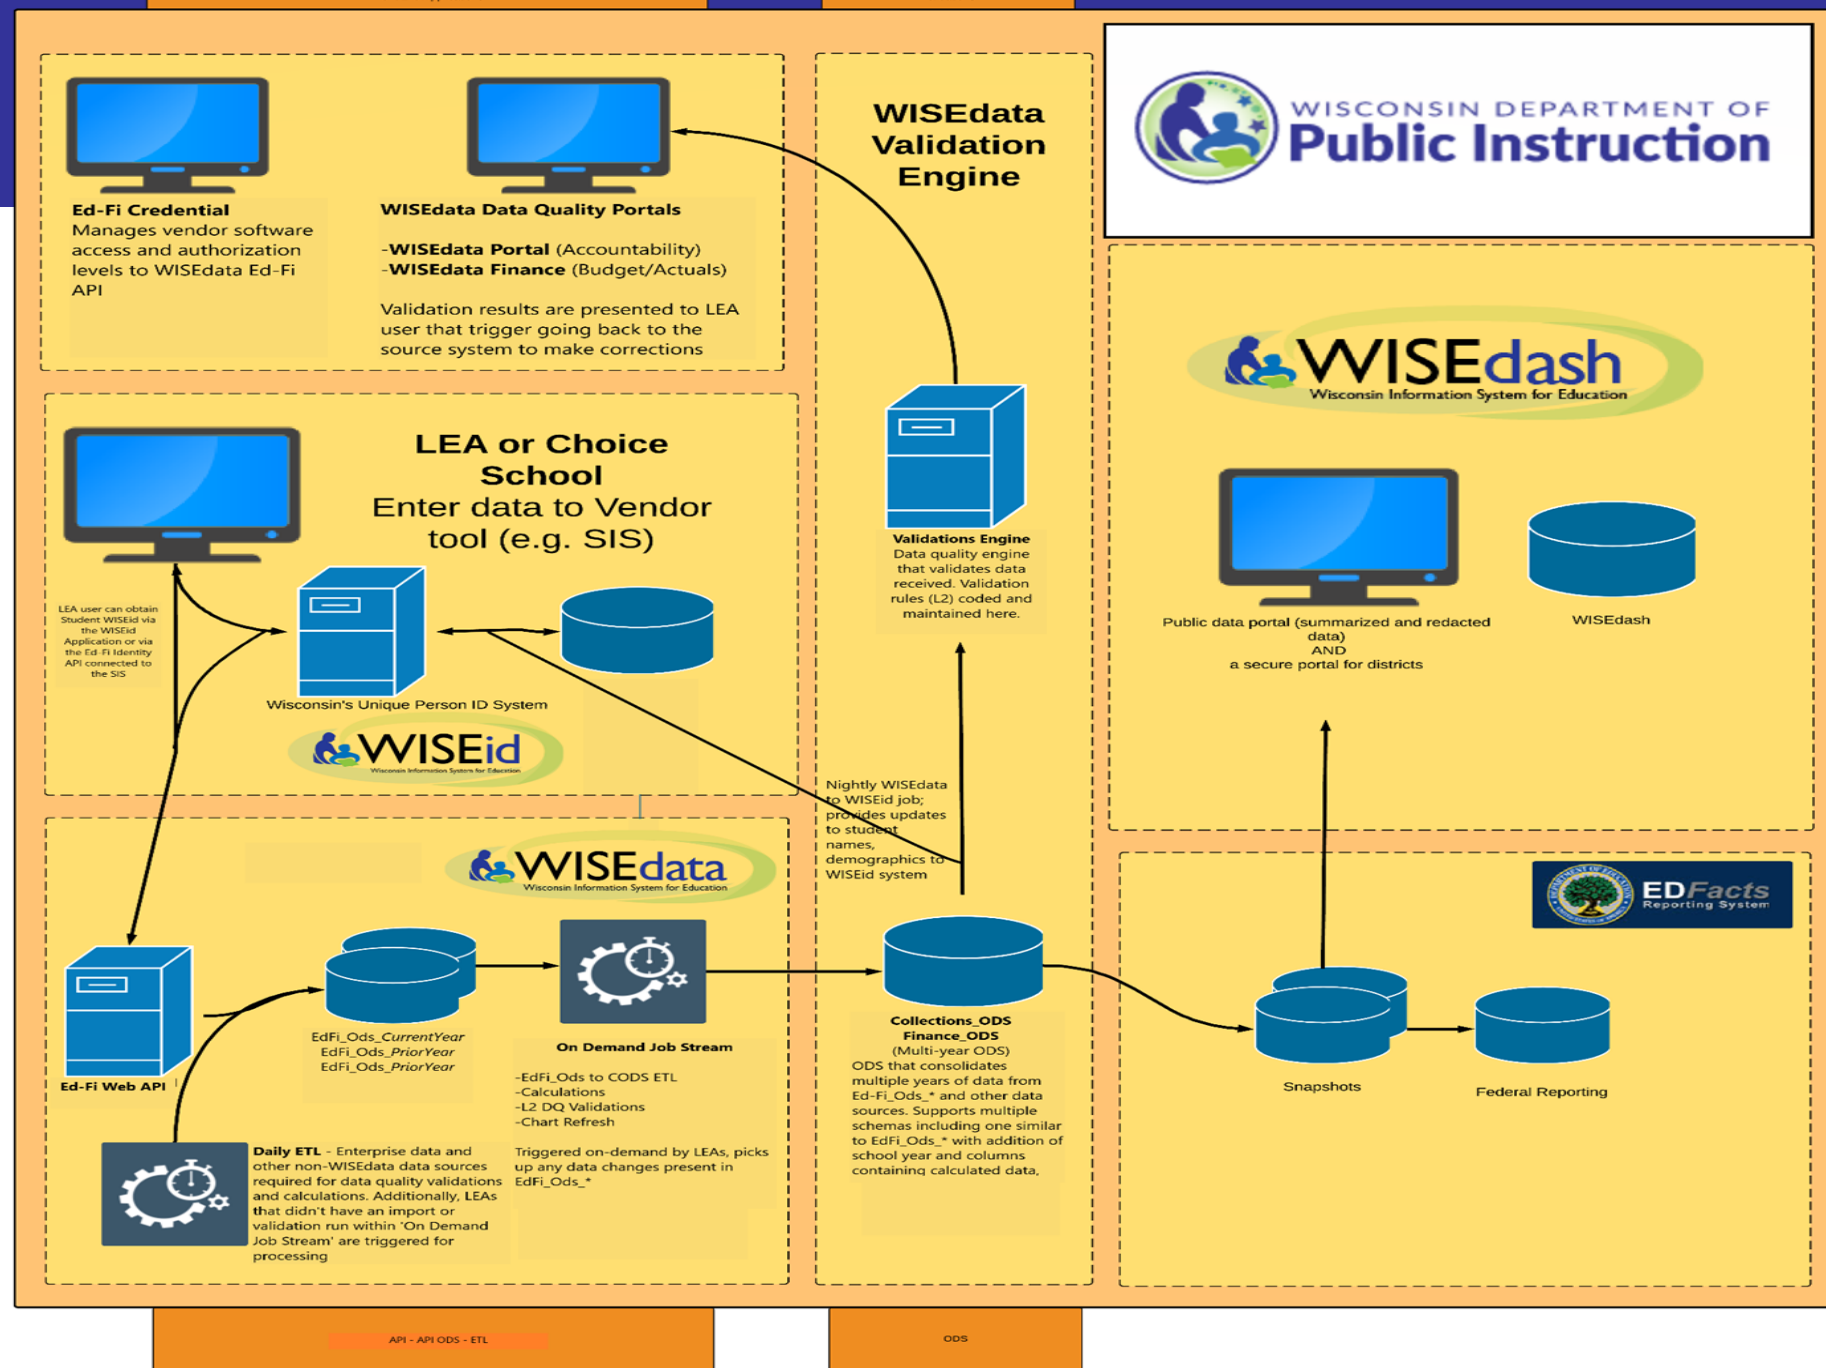 Ed-Fi Credential
Manages vendor software
access and authorization
levels to WISEdata Ed-Fi
API
WISEdata Data Quality Portals
-WISEdata Portal (Accountability)
-WISEdata Finance (Budget/Actuals)
Validation results are presented to LEA
user that trigger going back to the
source system to make corrections
WISEdata
Validation
Engine
WISCONSIN DEPARTMENT OF
Public Instruction
LEA or Choice
School
Enter data to Vendor
tool (e.g. SIS)
LEA user can obtain
Student WISEid via
the WISEid
Application or via
the Ed-Fi Identity
API connected to
the SIS
Wisconsin's Unique Person ID System
WISEid
Wisconsin Information System for Education
Validations Engine
Data quality engine
that validates data
received. Validation
rules (L2) coded and
maintained here.
WISEdash
Wisconsin Information System for Education
Public data portal (summarized and redacted
data)
AND
a secure portal for districts
WISEdash
Nightly WISEdata
to WISEid job;
provides updates
to student
names,
demographics to
WISEid system
WISEdata
Wisconsin Information System for Education
Ed-Fi Web API
EdFi_Ods_CurrentYear
EdFi_Ods_PriorYear
EdFi_Ods_PriorYear
On Demand Job Stream
-EdFi_Ods to CODS ETL
-Calculations
-L2 DQ Validations
-Chart Refresh
Triggered on-demand by LEAs, picks
up any data changes present in
EdFi_Ods_*
Daily ETL - Enterprise data and
other non-WISEdata data sources
required for data quality validations
and calculations. Additionally, LEAs
that didn't have an import or
validation run within 'On Demand
Job Stream' are triggered for
processing
Collections_ODS
Finance_ODS
(Multi-year ODS)
ODS that consolidates
multiple years of data from
Ed-Fi_Ods_* and other data
sources. Supports multiple
schemas including one similar
to EdFi_Ods_* with addition of
school year and columns
containing calculated data,
EDFacts
Reporting System
Snapshots
Federal Reporting
API - API ODS - ETL
ODS